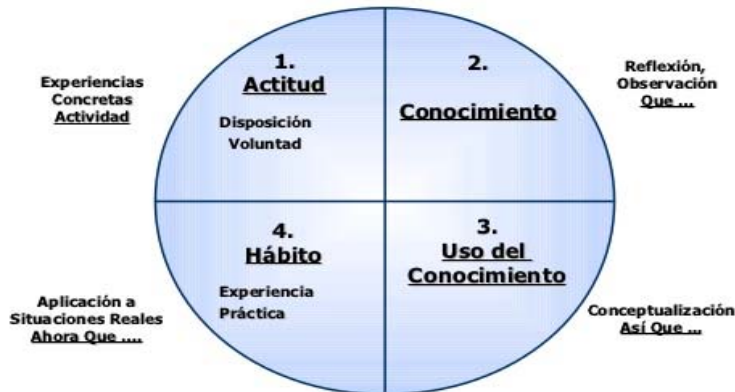 Experiencias
Concretas
Actividad
1.
Actitud
Disposición
Voluntad
2.
Conocimiento
Reflexión,
Observación
Que ...
Aplicación a
Situaciones Reales
Ahora Que ....
4.
Hábito
Experiencia
Práctica
3.
Uso del
Conocimiento
Conceptualización
Así Que ...